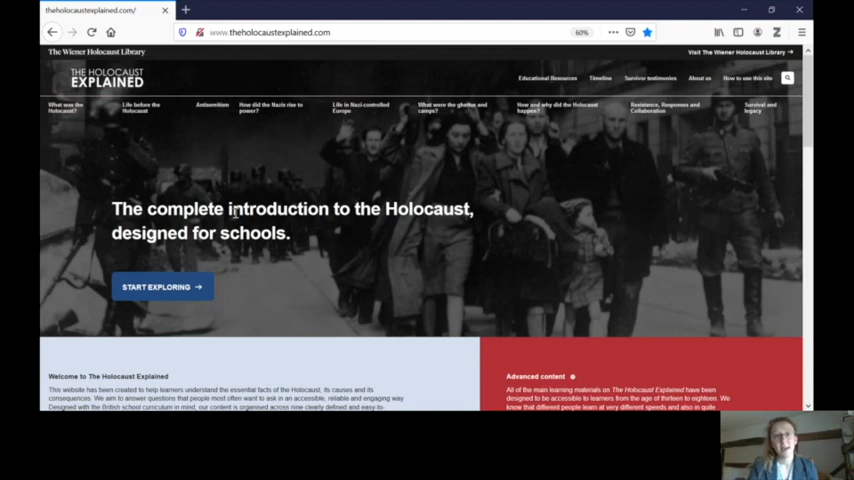 theholocaustexplained.com/
www.theholocaustexplained.com
60%
The Wiener Holocaust Library
Visit The Wiener Holocaust Library →
THE HOLOCAUST
EXPLAINED
Educational Resources
Timeline
Survivor testimonies
About us
How to use this site
What was the
Holocaust?
Life before the
Holocaust
Antisemitism
How did the Nazis rise to
power?
Life in Nazi-controlled
Europe
What were the ghettos and
camps?
How and why did the Holocaust
happen?
Resistance, Responses and
Collaboration
Survival and
legacy
The complete introduction to the Holocaust,
designed for schools.
START EXPLORING →
Welcome to The Holocaust Explained
This website has been created to help learners understand the essential facts of the Holocaust, its causes and its
consequences. We aim to answer questions that people most often want to ask in an accessible, reliable and engaging way
Designed with the British school curriculum in mind, our content is organised across nine clearly defined and easy-to-
Advanced content
All of the main learning materials on The Holocaust Explained have been
designed to be accessible to learners from the age of thirteen to eighteen. We
know that different people learn at very different speeds and also in quite